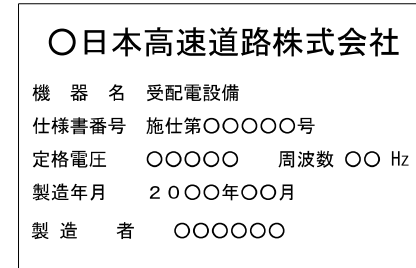 〇日本高速道路株式会社
機 器 名 受配電設備
仕様書番号 施仕第〇〇〇〇〇号
定格電圧 〇〇〇〇〇 周波数 〇〇 Hz
製造年月 20〇〇年〇〇月
製 造 者 〇〇〇〇〇〇